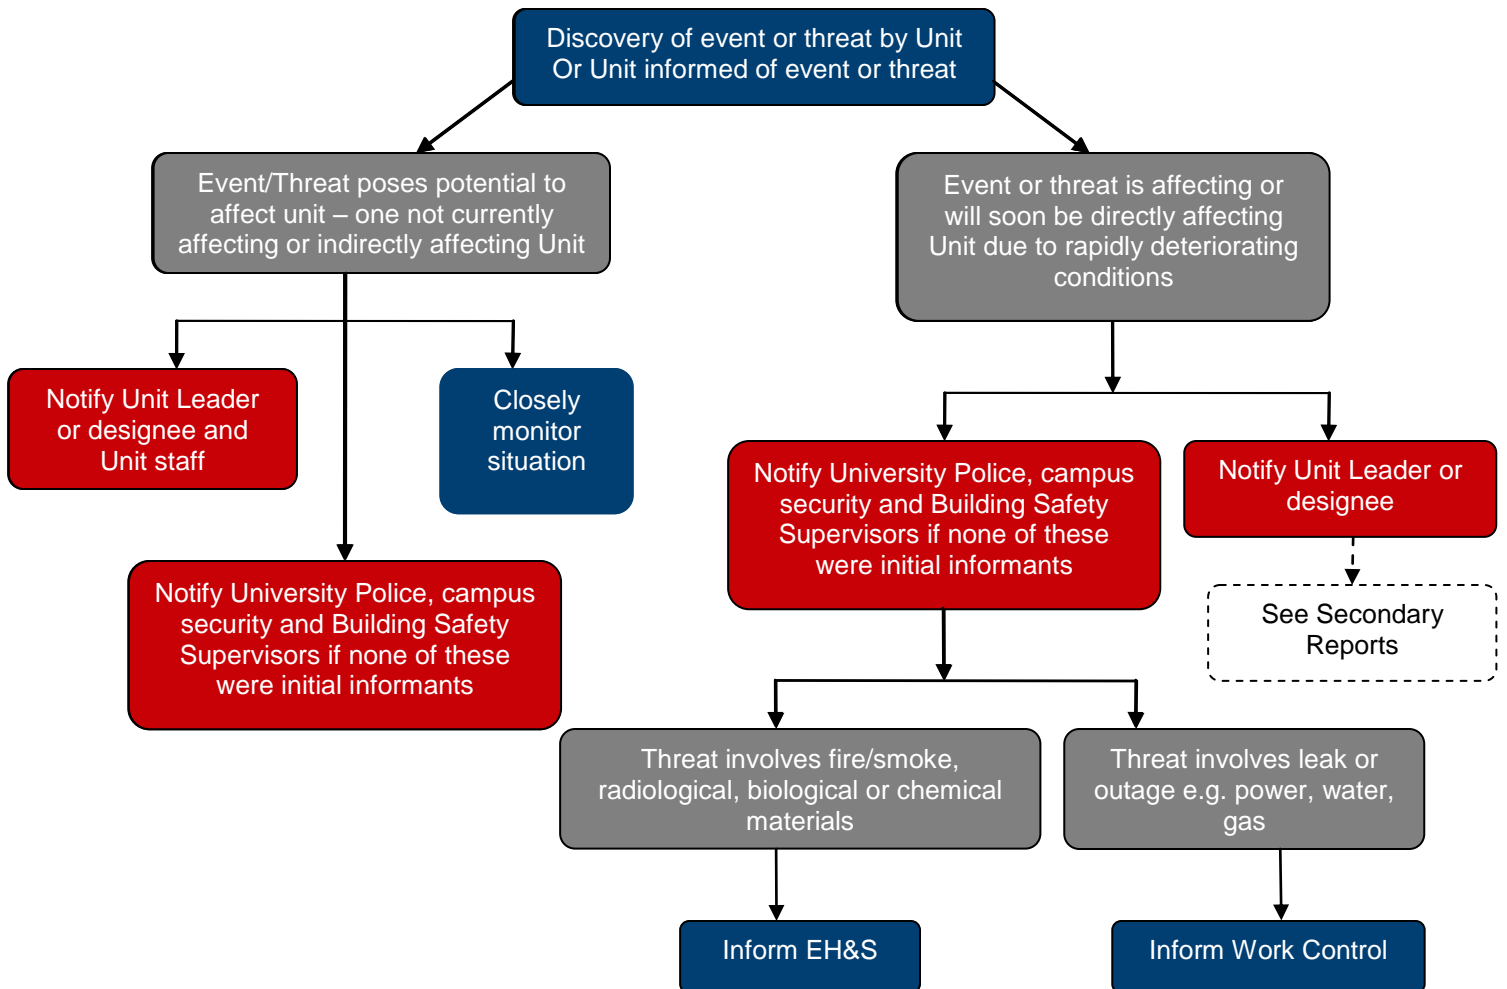 Discovery of event or threat by Unit
Or Unit informed of event or threat
Event/Threat poses potential to
affect unit – one not currently
affecting or indirectly affecting Unit
Event or threat is affecting or
will soon be directly affecting
Unit due to rapidly deteriorating
conditions
Notify Unit Leader
or designee and
Unit staff
Closely
monitor
situation
Notify University Police, campus
security and Building Safety
Supervisors if none of these
were initial informants
Notify University Police, campus
security and Building Safety
Supervisors if none of these
were initial informants
Notify Unit Leader or
designee
See Secondary
Reports
Threat involves fire/smoke,
radiological, biological or chemical
materials
Threat involves leak or
outage e.g. power, water,
gas
Inform EH&S
Inform Work Control